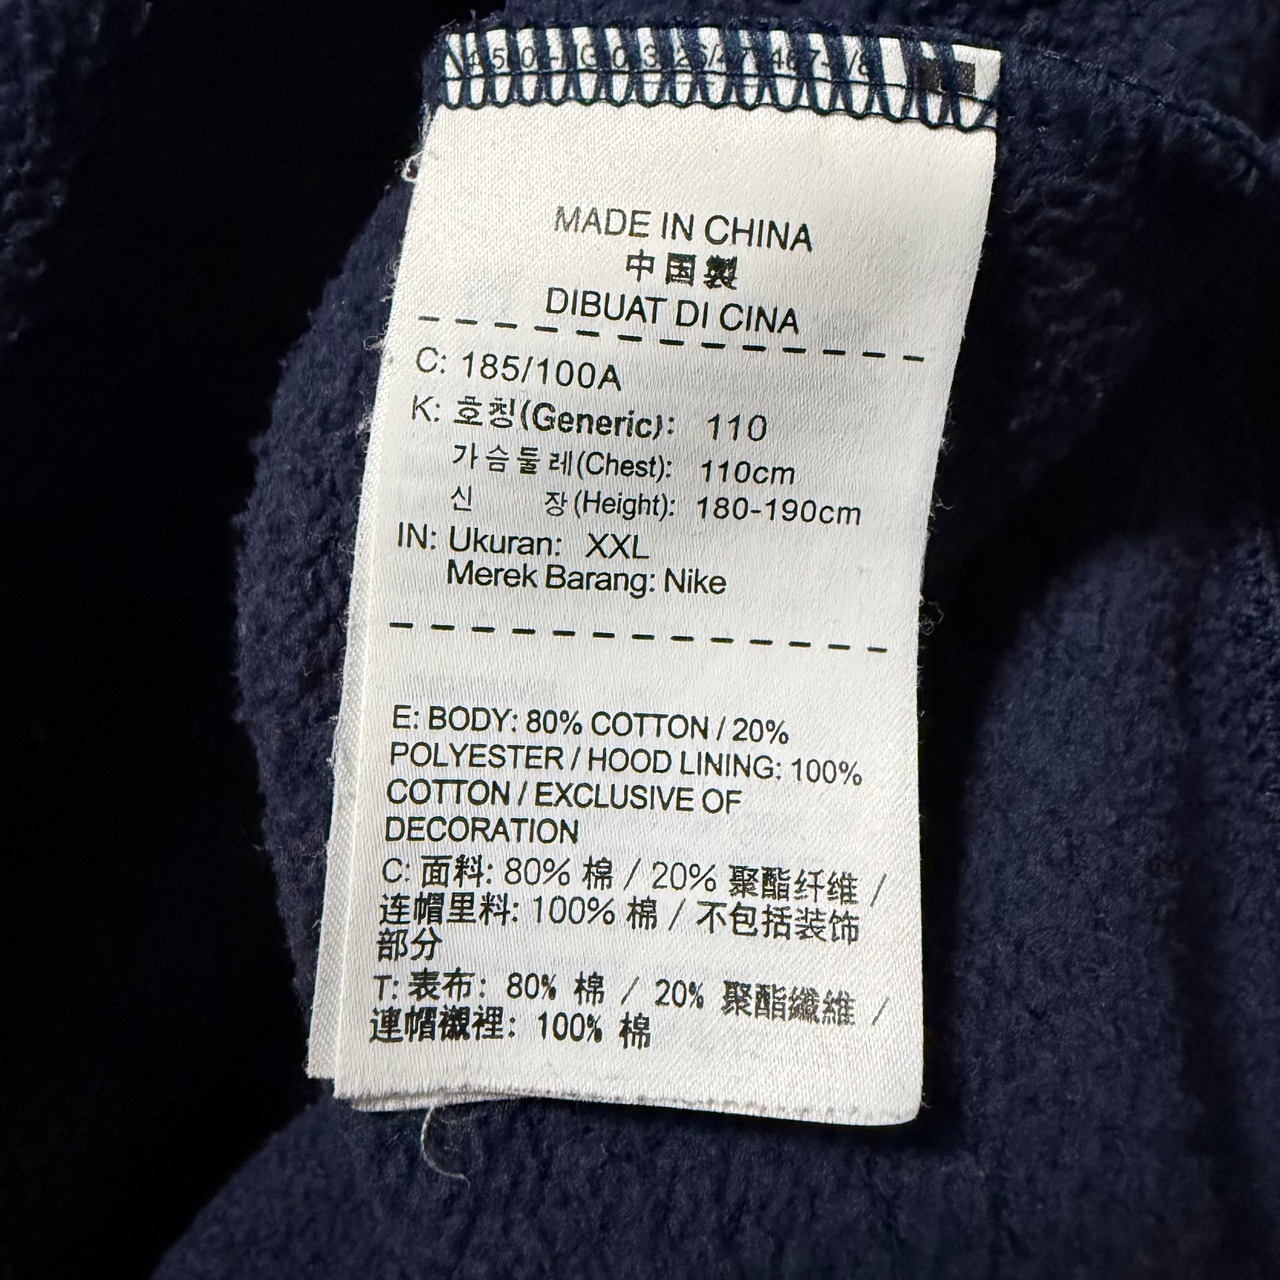 MADE IN CHINA
中国製
DIBUAT DI CINA
C: 185/100A
K: 호칭(Generic): 110
가슴둘레(Chest): 110cm
신 장(Height): 180-190cm
IN: Ukuran: XXL
Merek Barang: Nike
E: BODY: 80% COTTON / 20%
POLYESTER / HOOD LINING: 100%
COTTON / EXCLUSIVE OF
DECORATION
C: 面料: 80% 棉 / 20% 聚酯纤维 /
连帽里料: 100% 棉 / 不包括装饰
部分
T: 表布: 80% 棉 / 20% 聚酯纖維 /
連帽襯裡: 100% 棉